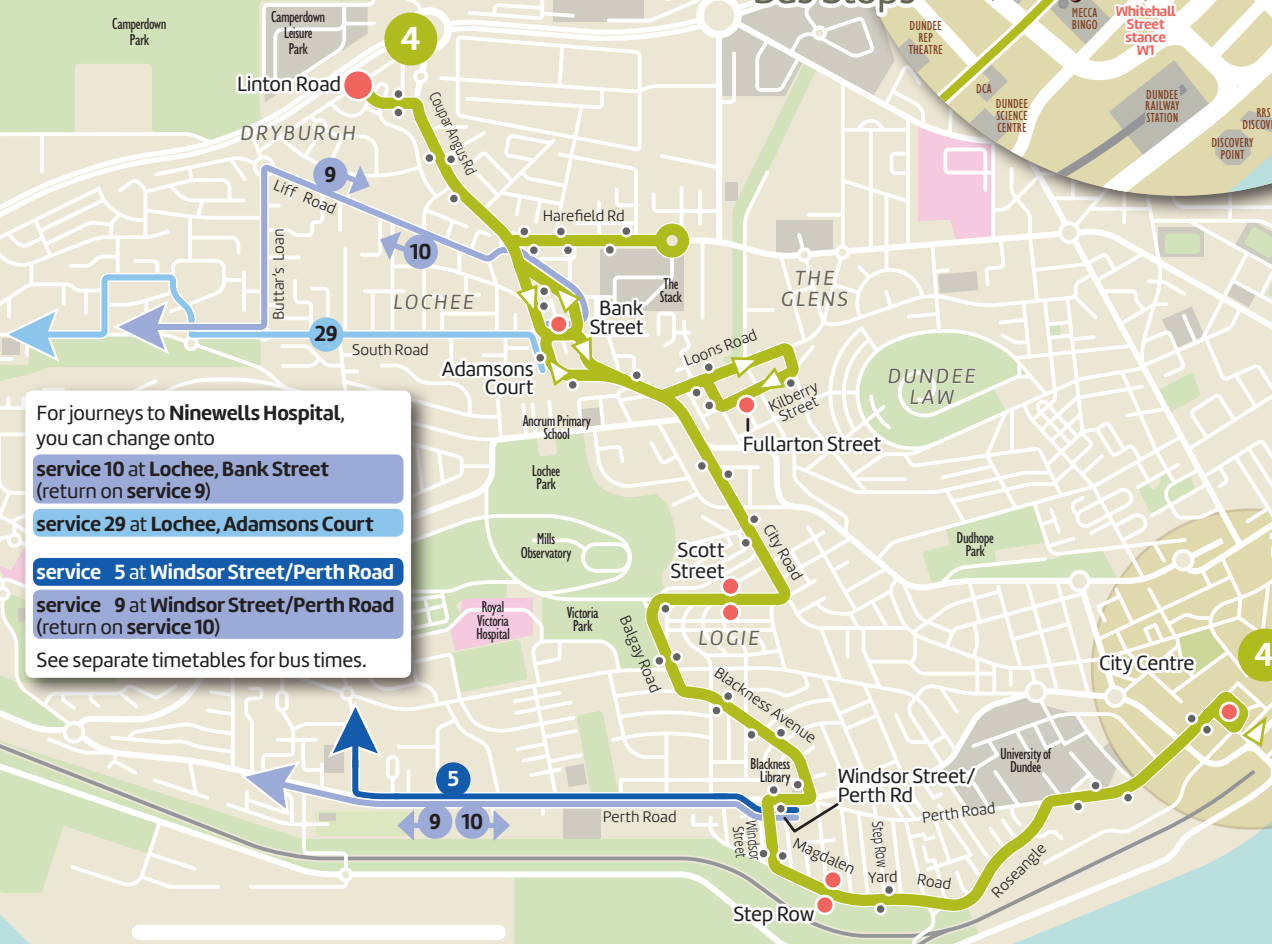 Camperdown
Park
Camperdown
Leisure
Park
4
Linton Road
DRYBURGH
Coupar Angus Rd
9
Liff Road
10
Buttar's Loan
Harefield Rd
The
Stack
LOCHEE
Bank
Street
29
South Road
Adamsons
Court
THE
GLENS
Loons Road
Kilberry
Street
Fullarton Street
DUNDEE
LAW
Ancrum Primary
School
Lochee
Park
Mills
Observatory
For journeys to Ninewells Hospital,
you can change onto
service 10 at Lochee, Bank Street
(return on service 9)
service 29 at Lochee, Adamsons Court
service 5 at Windsor Street/Perth Road
service 9 at Windsor Street/Perth Road
(return on service 10)
See separate timetables for bus times.
Scott
Street
City Road
Dudhope
Park
Royal
Victoria
Hospital
Victoria
Park
Balgay Road
LOGIE
Blackness Avenue
City Centre
4
University of
Dundee
Blackness
Library
Windsor Street/
Perth Rd
5
9
10
Perth Road
Perth Road
Windsor
Street
Magdalen
Yard
Road
Step Row
Roseangle
Step Row
Whitehall
Street
stance
W1
MECCA
BINGO
DUNDEE
REP
THEATRE
DCA
DUNDEE
SCIENCE
CENTRE
DUNDEE
RAILWAY
STATION
RRS
DISCOVERY
POINT